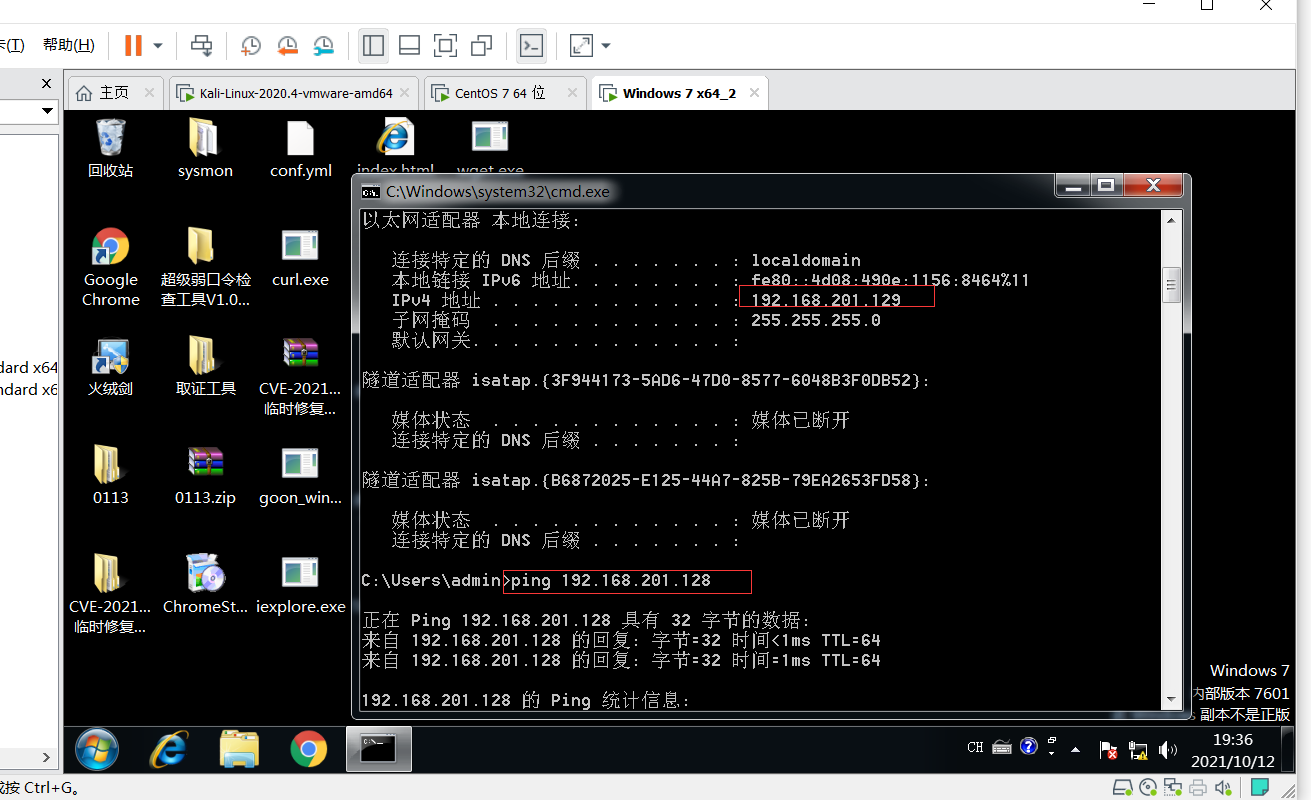 卡(T) 帮助(H)
主页 Kali-Linux-2020.4-vmware-amd64 CentOS 7 64 位 Windows 7 x64_2
回收站 sysmon conf.yml index.html wget.exe
C:\Windows\system32\cmd.exe
以太网适配器 本地连接:
连接特定的 DNS 后缀 . . . . . . . : localdomain
本地链接 IPv6 地址. . . . . . . . : fe80::4d08:490e:1156:8464%11
IPv4 地址 . . . . . . . . . . . . : 192.168.201.129
子网掩码 . . . . . . . . . . . . : 255.255.255.0
默认网关. . . . . . . . . . . . . :
隧道适配器 isatap.{3F944173-5AD6-47D0-8577-6048B3F0DB52}:
媒体状态 . . . . . . . . . . . . : 媒体已断开
连接特定的 DNS 后缀 . . . . . . . :
隧道适配器 isatap.{B6872025-E125-44A7-825B-79EA2653FD58}:
媒体状态 . . . . . . . . . . . . : 媒体已断开
连接特定的 DNS 后缀 . . . . . . . :
C:\Users\admin>ping 192.168.201.128
正在 Ping 192.168.201.128 具有 32 字节的数据:
来自 192.168.201.128 的回复: 字节=32 时间<1ms TTL=64
来自 192.168.201.128 的回复: 字节=32 时间=1ms TTL=64
192.168.201.128 的 Ping 统计信息:
Google
Chrome
超级弱口令检
查工具V1.0...
curl.exe
dard x64
ndard x6
火绒剑 取证工具 CVE-2021...
临时修复...
0113 0113.zip goon_win...
CVE-2021...
临时修复...
ChromeSt... iexplore.exe
Windows 7
内部版本 7601
副本不是正版
CH
19:36
2021/10/12
或按 Ctrl+G。